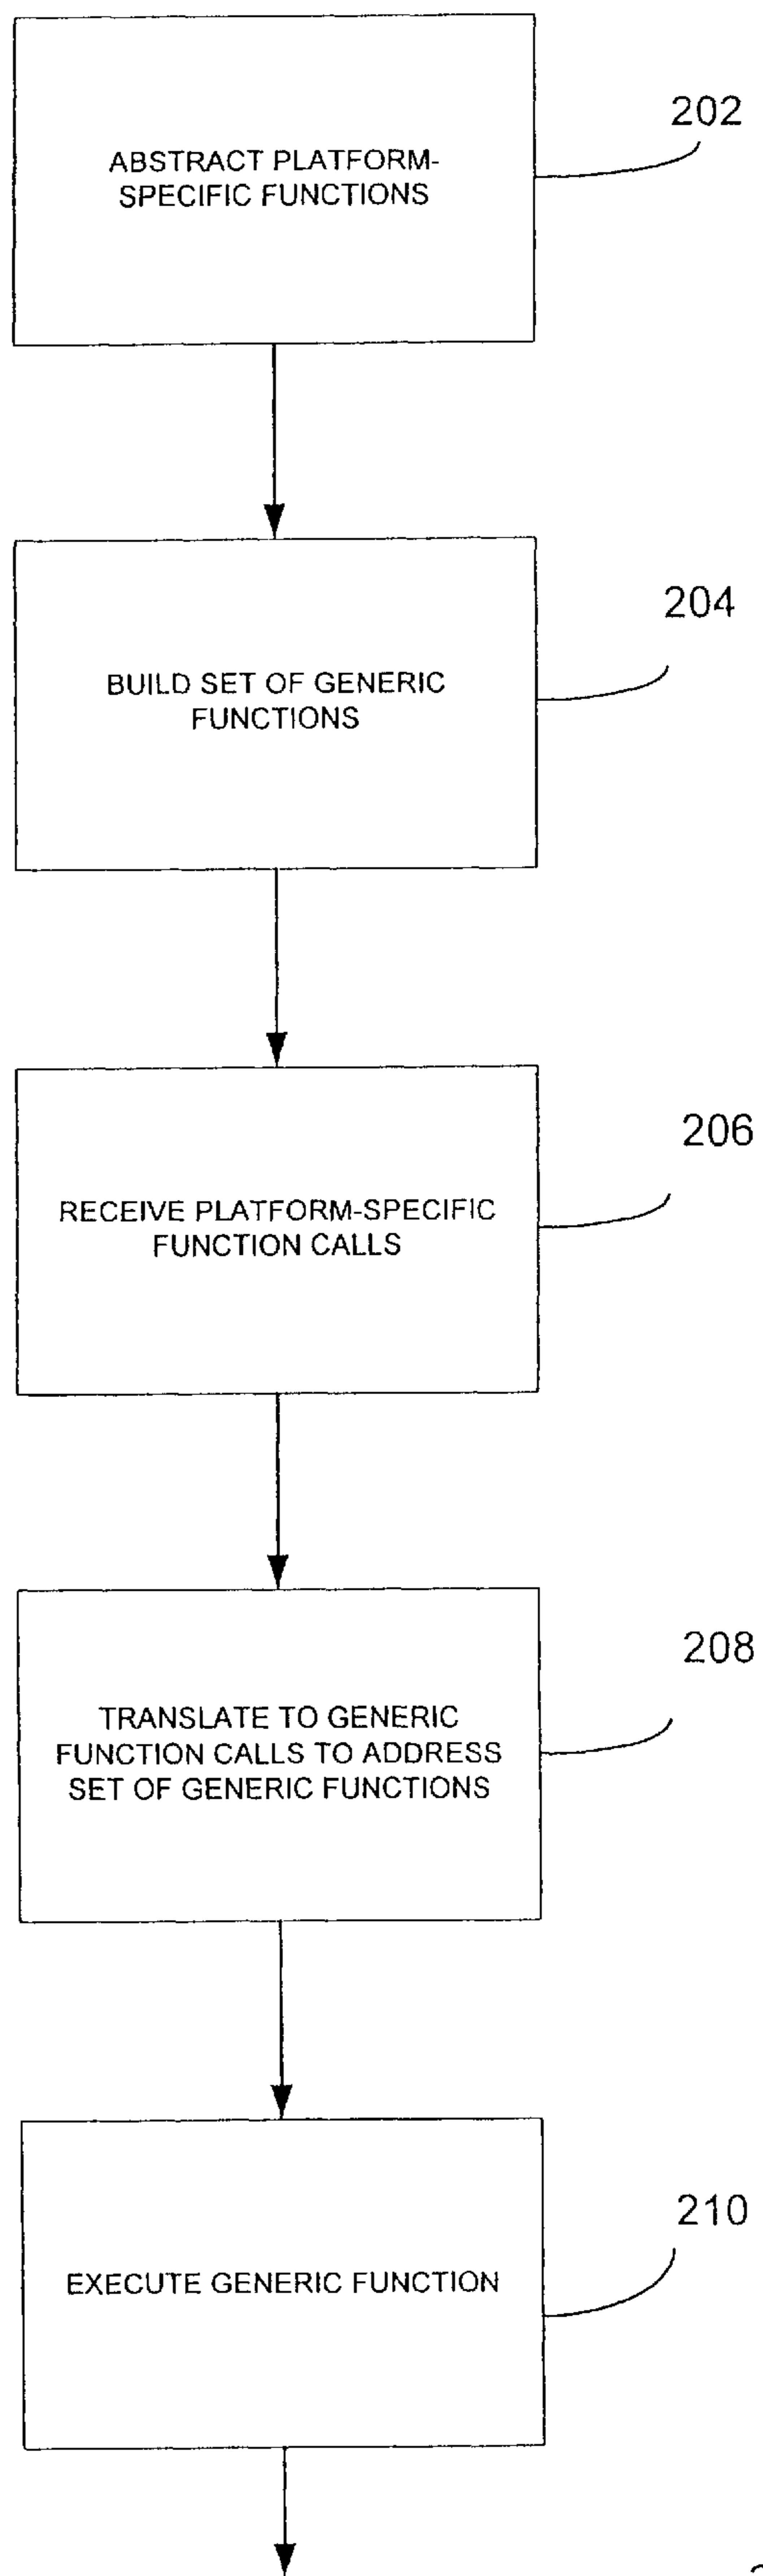 202
ABSTRACT PLATFORM-
SPECIFIC FUNCTIONS
204
BUILD SET OF GENERIC
FUNCTIONS
206
RECEIVE PLATFORM-SPECIFIC
FUNCTION CALLS
208
TRANSLATE TO GENERIC
FUNCTION CALLS TO ADDRESS
SET OF GENERIC FUNCTIONS
210
EXECUTE GENERIC FUNCTION